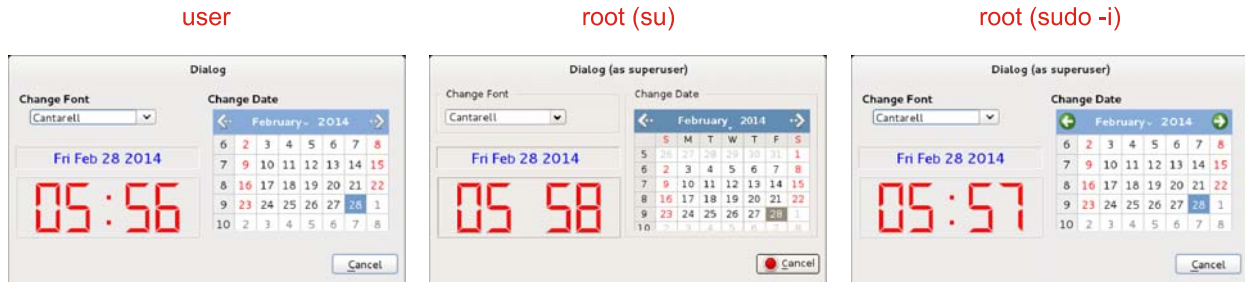 user
root (su)
root (sudo -i)
Dialog
Change Font
Cantarell
Fri Feb 28 2014
05:56
Change Date
February 2014
6 2 3 4 5 6 7 8
7 9 10 11 12 13 14 15
8 16 17 18 19 20 21 22
9 23 24 25 26 27 28 1
10 2 3 4 5 6 7 8
Cancel
Dialog (as superuser)
Change Font
Cantarell
Fri Feb 28 2014
05 58
Change Date
February 2014
S M T W T F S
5 26 27 28 29 30 31 1
6 2 3 4 5 6 7 8
7 9 10 11 12 13 14 15
8 16 17 18 19 20 21 22
9 23 24 25 26 27 28 1
10 2 3 4 5 6 7 8
Cancel
Dialog (as superuser)
Change Font
Cantarell
Fri Feb 28 2014
05:57
Change Date
February 2014
6 2 3 4 5 6 7 8
7 9 10 11 12 13 14 15
8 16 17 18 19 20 21 22
9 23 24 25 26 27 28 1
10 2 3 4 5 6 7 8
Cancel